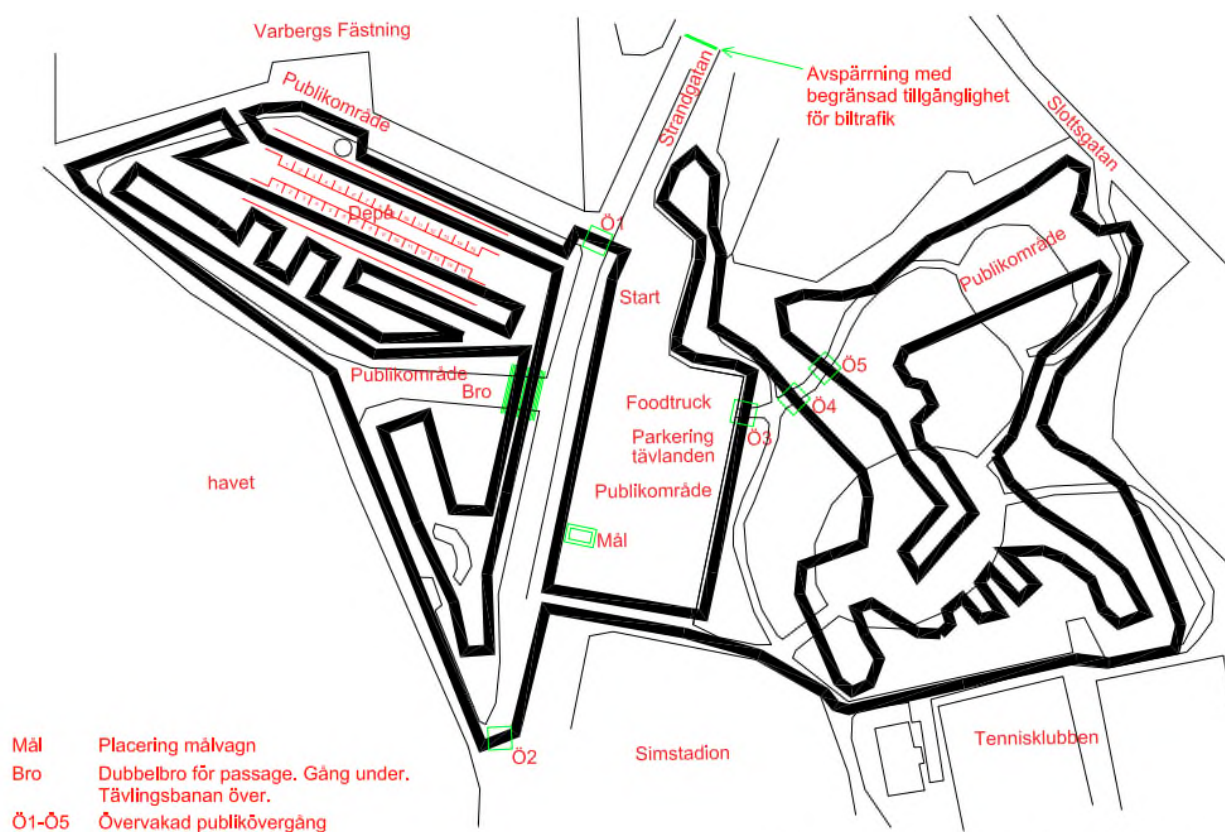 Varbergs Fästning
Publikområde
Strandgatan
Avspärrning med
begränsad tillgänglighet
för biltrafik
Slottsgatan
Depå
Ö1
Publikområde
Start
Publikområde
Bro
Ö5
Foodtruck
Ö4
Ö3
Parkering
tävlanden
havet
Publikområde
Mål
Ö2
Simstadion
Tennisklubben
Mål Placering målvagn
Bro Dubbelbro för passage. Gång under.
Tävlingsbanan över.
Ö1-Ö5 Övervakad publikövergång